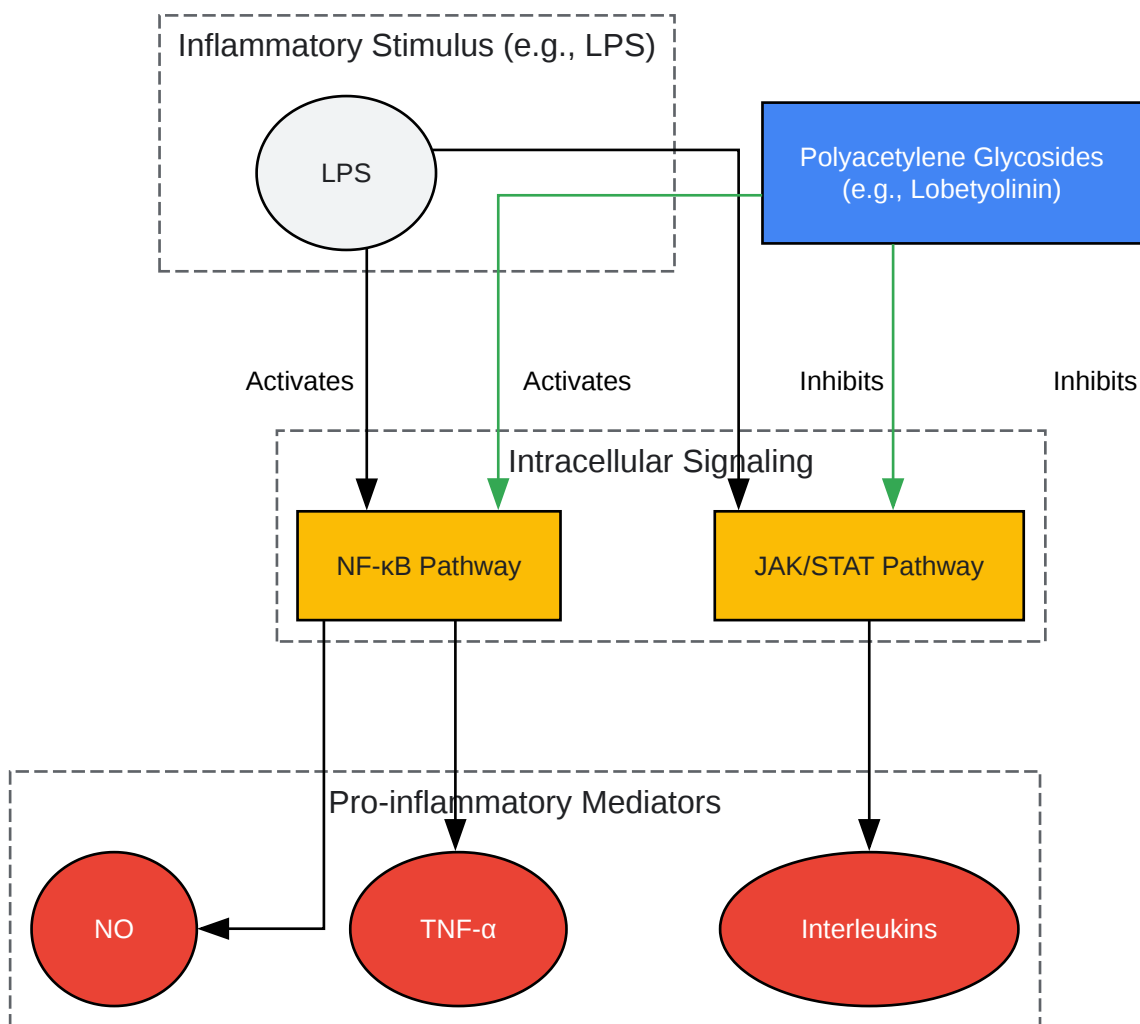 Inflammatory Stimulus (e.g., LPS)
LPS
Polyacetylene Glycosides
(e.g., Lobetyolinin)
Activates
Activates
Inhibits
Inhibits
Intracellular Signaling
NF-κB Pathway
JAK/STAT Pathway
Pro-inflammatory Mediators
NO
TNF-α
Interleukins